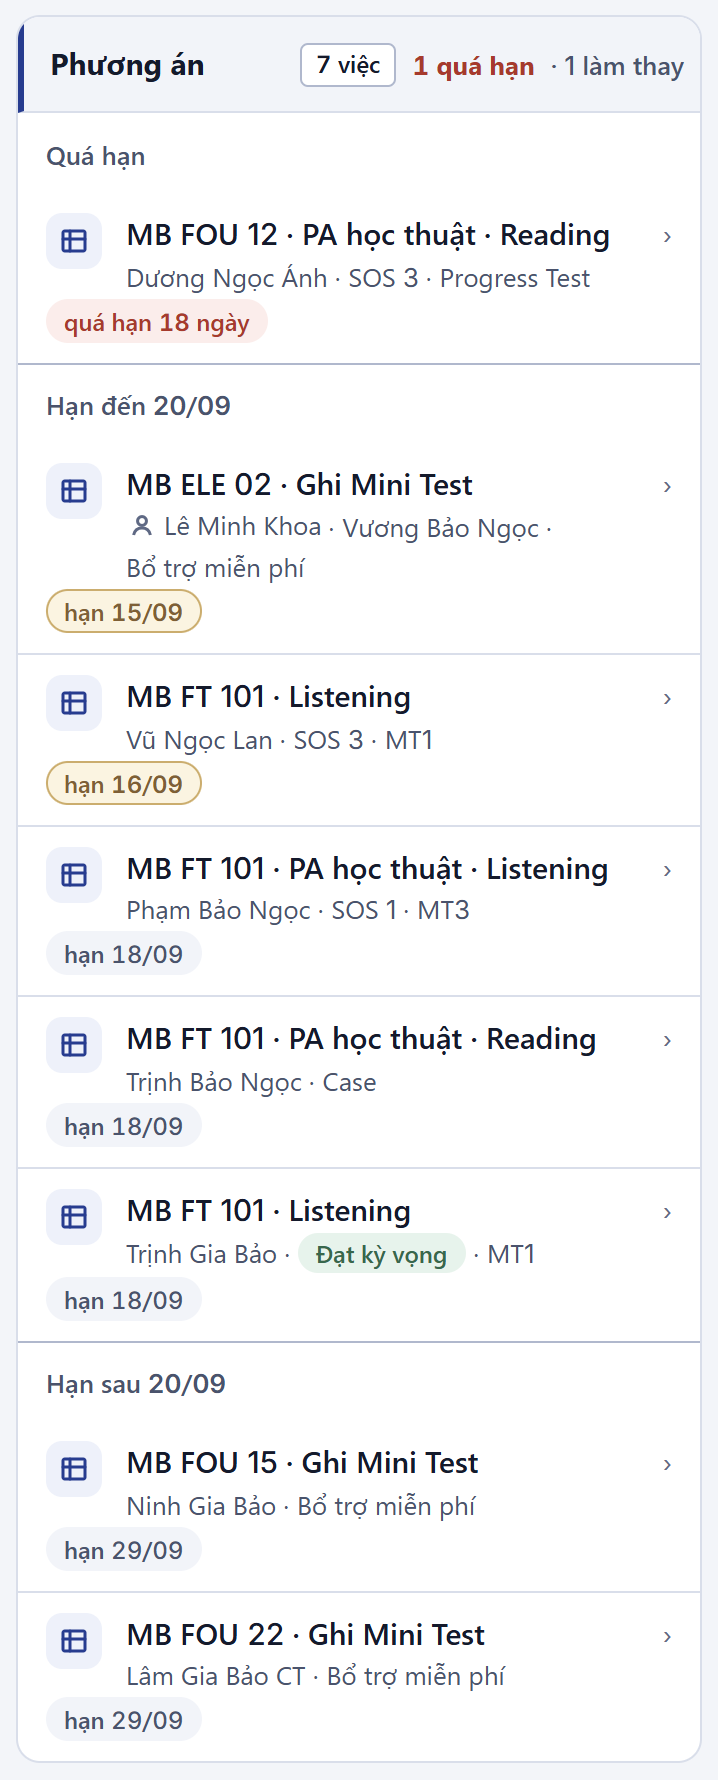 Phương án 7 việc 1 quá hạn · 1 làm thay
Quá hạn
MB FOU 12 · PA học thuật · Reading
Dương Ngọc Ánh · SOS 3 · Progress Test
quá hạn 18 ngày
Hạn đến 20/09
MB ELE 02 · Ghi Mini Test
Lê Minh Khoa · Vương Bảo Ngọc ·
Bổ trợ miễn phí
hạn 15/09
MB FT 101 · Listening
Vũ Ngọc Lan · SOS 3 · MT1
hạn 16/09
MB FT 101 · PA học thuật · Listening
Phạm Bảo Ngọc · SOS 1 · MT3
hạn 18/09
MB FT 101 · PA học thuật · Reading
Trịnh Bảo Ngọc · Case
hạn 18/09
MB FT 101 · Listening
Trịnh Gia Bảo · Đạt kỳ vọng · MT1
hạn 18/09
Hạn sau 20/09
MB FOU 15 · Ghi Mini Test
Ninh Gia Bảo · Bổ trợ miễn phí
hạn 29/09
MB FOU 22 · Ghi Mini Test
Lâm Gia Bảo CT · Bổ trợ miễn phí
hạn 29/09